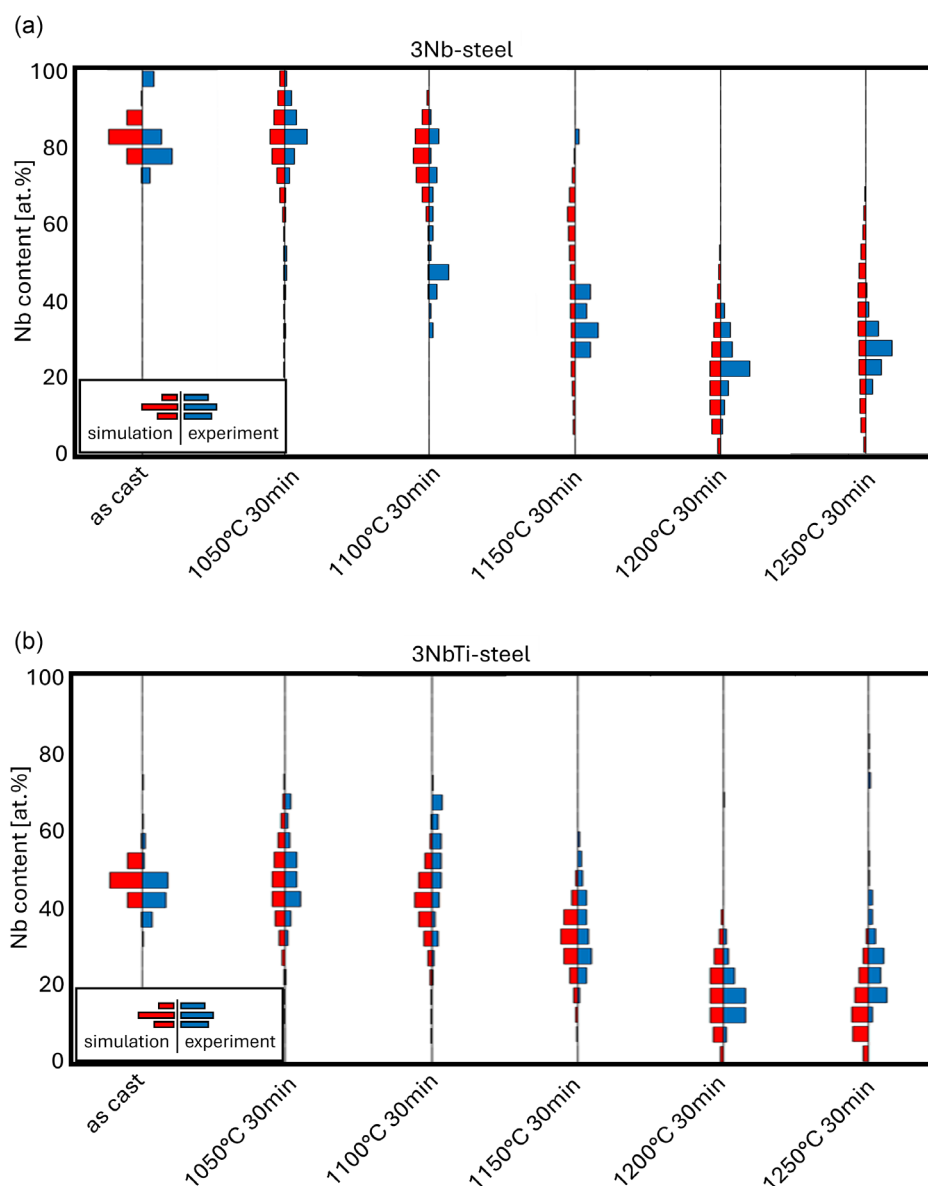 (a)
3Nb-steel
Nb content [at.%]
100
80
60
40
20
0
simulation experiment
as cast
1050°C 30min
1100°C 30min
1150°C 30min
1200°C 30min
1250°C 30min
(b)
3NbTi-steel
Nb content [at.%]
100
80
60
40
20
0
simulation experiment
as cast
1050°C 30min
1100°C 30min
1150°C 30min
1200°C 30min
1250°C 30min